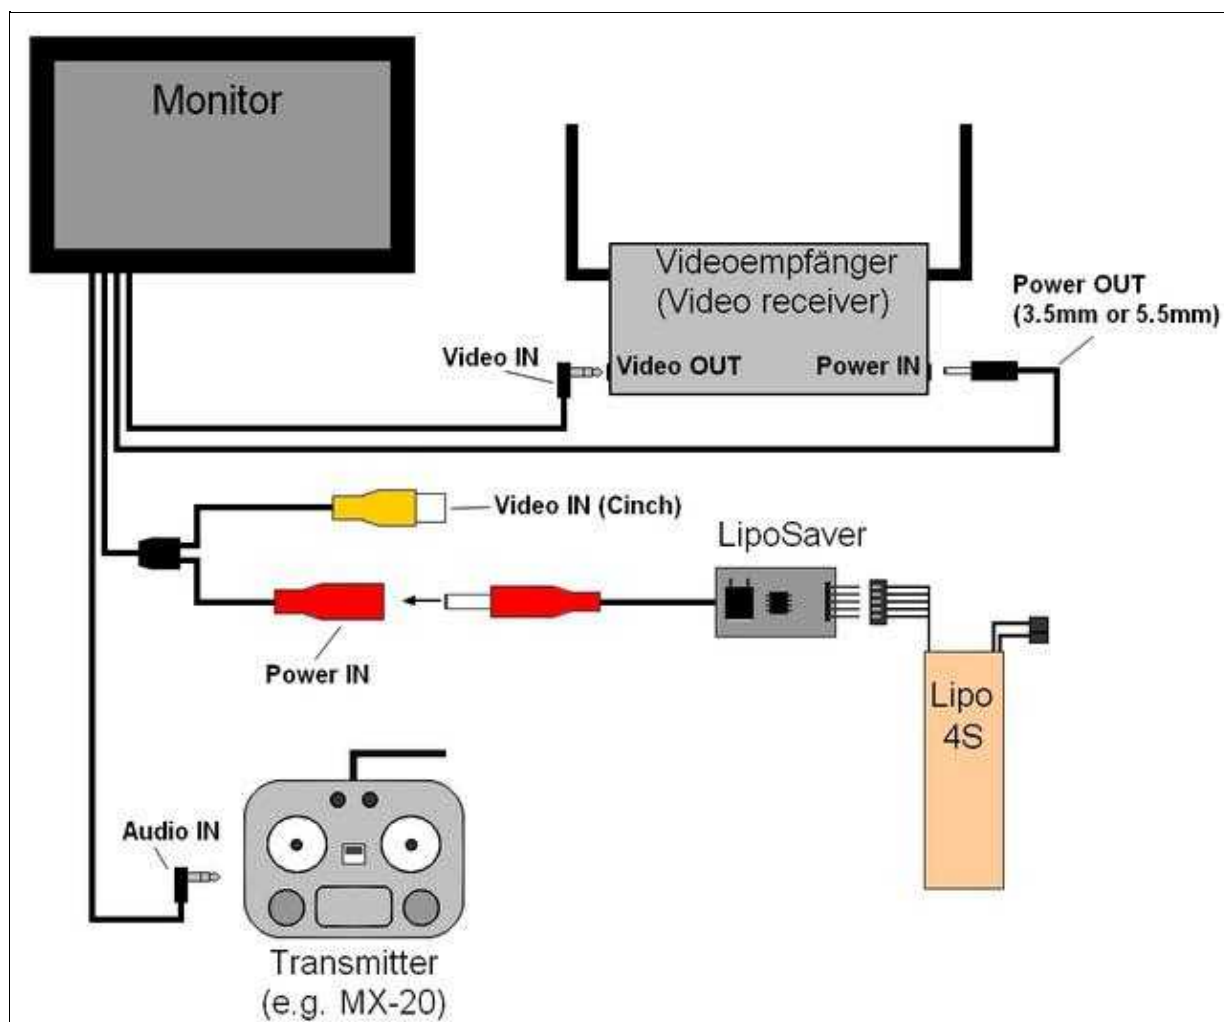 Monitor
Videoempfänger
(Video receiver)
Power OUT
(3.5mm or 5.5mm)
Video IN
Video OUT
Power IN
Video IN (Cinch)
LipoSaver
Power IN
Lipo
4S
Audio IN
Transmitter
(e.g. MX-20)